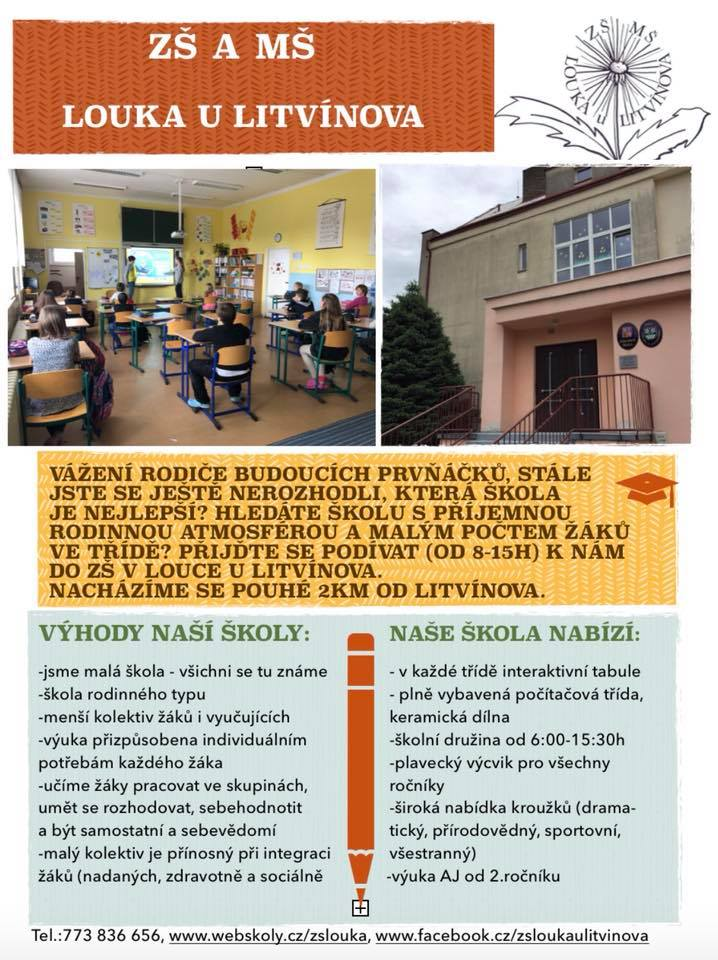 ZŠ A MŠ
LOUKA U LITVÍNOVA
ZŠ MŠ
LOUKA U LITVÍNOVA
VÁŽENÍ RODIČE BUDOUCÍCH PRVŇÁČKŮ, STÁLE
JSTE SE JEŠTĚ NEROZHODLI, KTERÁ ŠKOLA
JE NEJLEPŠÍ? HLEDÁTE ŠKOLU S PŘÍJEMNOU
RODINNOU ATMOSFÉROU A MALÝM POČTEM ŽÁKŮ
VE TŘÍDĚ? PŘIJĎTE SE PODÍVAT (OD 8-15H) K NÁM
DO ZŠ V LOUCE U LITVÍNOVA.
NACHÁZÍME SE POUHÉ 2KM OD LITVÍNOVA.
VÝHODY NAŠÍ ŠKOLY:
-jsme malá škola - všichni se tu známe
-škola rodinného typu
-menší kolektiv žáků i vyučujících
-výuka přizpůsobena individuálním
potřebám každého žáka
-učíme žáky pracovat ve skupinách,
umět se rozhodovat, sebehodnotit
a být samostatní a sebevědomí
-malý kolektiv je přínosný při integraci
žáků (nadaných, zdravotně a sociálně
NAŠE ŠKOLA NABÍZÍ:
- v každé třídě interaktivní tabule
- plně vybavená počítačová třída,
keramická dílna
-školní družina od 6:00-15:30h
-plavecký výcvik pro všechny
ročníky
-široká nabídka kroužků (drama-
tický, přírodovědný, sportovní,
všestranný)
-výuka AJ od 2.ročníku
Tel.:773 836 656, www.webskoly.cz/zslouka, www.facebook.cz/zsloukaulitvinova